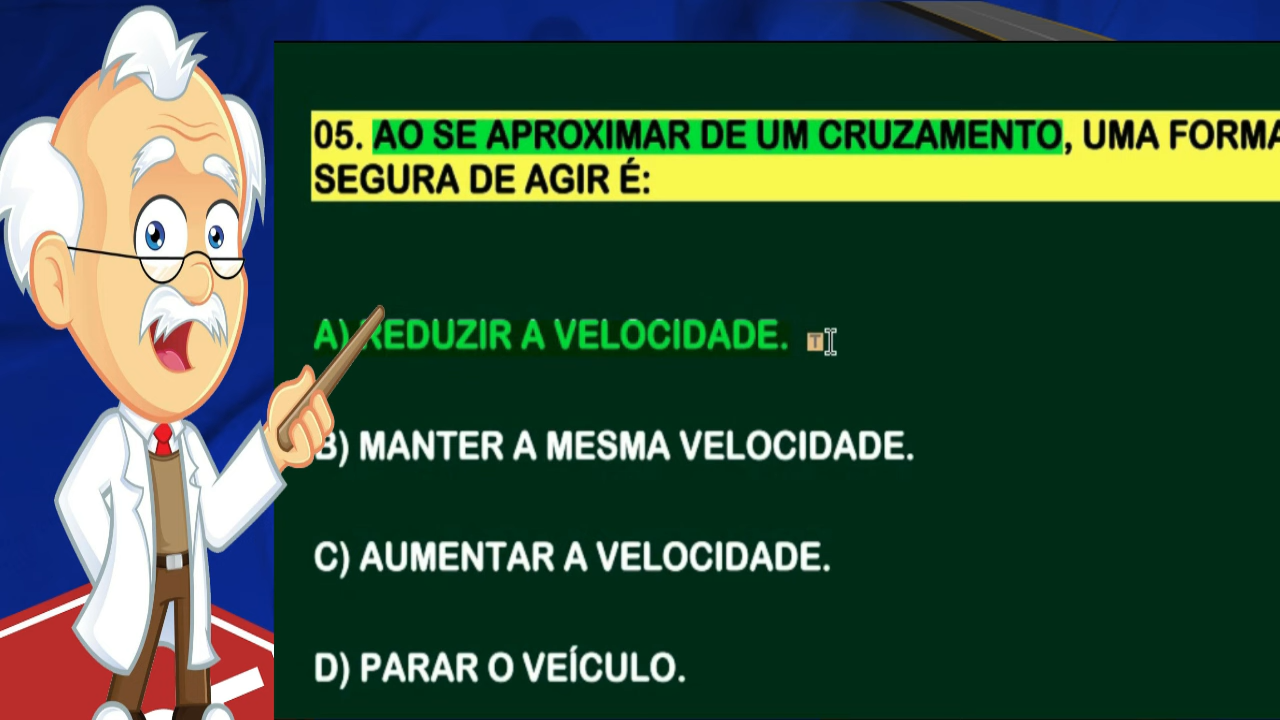 05. AO SE APROXIMAR DE UM CRUZAMENTO, UMA FORMA
SEGURA DE AGIR É:
A) REDUZIR A VELOCIDADE.
B) MANTER A MESMA VELOCIDADE.
C) AUMENTAR A VELOCIDADE.
D) PARAR O VEÍCULO.